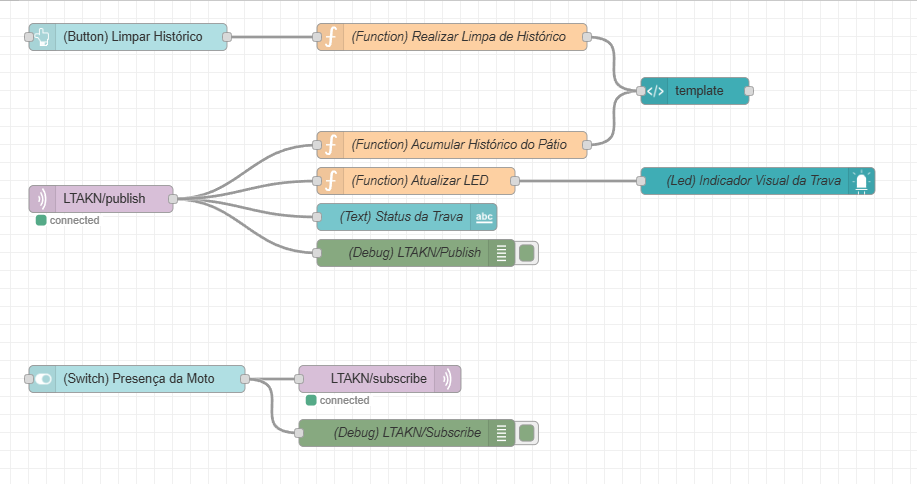 (Button) Limpar Histórico
(Function) Realizar Limpa de Histórico
</> template
(Function) Acumular Histórico do Pátio
(Function) Atualizar LED
(Led) Indicador Visual da Trava
LTAKN/publish
connected
(Text) Status da Trava
abc
(Debug) LTAKN/Publish
(Switch) Presença da Moto
LTAKN/subscribe
connected
(Debug) LTAKN/Subscribe